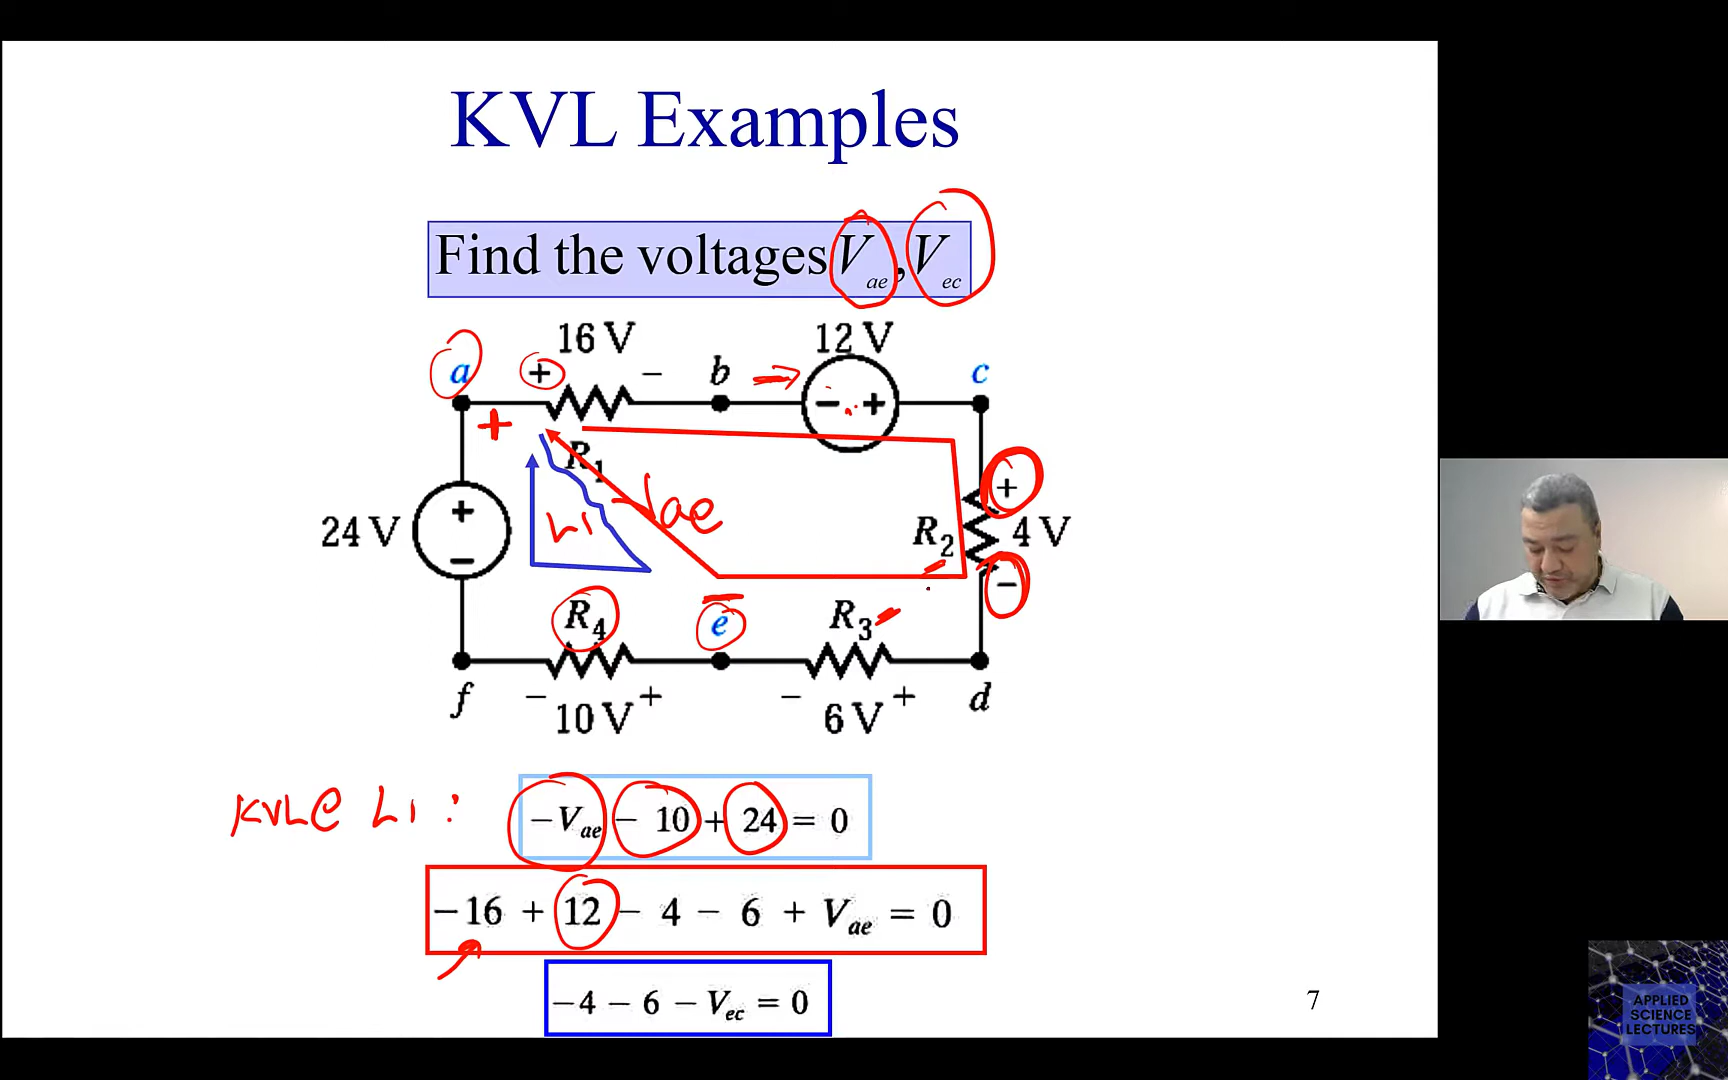 KVL Examples
Find the voltages V_ae, V_ec
16 V 12 V
a + − b c
− +
+
R1
24 V + − L1 Vae R2 + 4 V −
R4 e R3
f − 10 V + − 6 V + d
KVL@ L1 : −V_ae − 10 + 24 = 0
−16 + 12 − 4 − 6 + V_ae = 0
−4 − 6 − V_ec = 0
7
APPLIED
SCIENCE
LECTURES